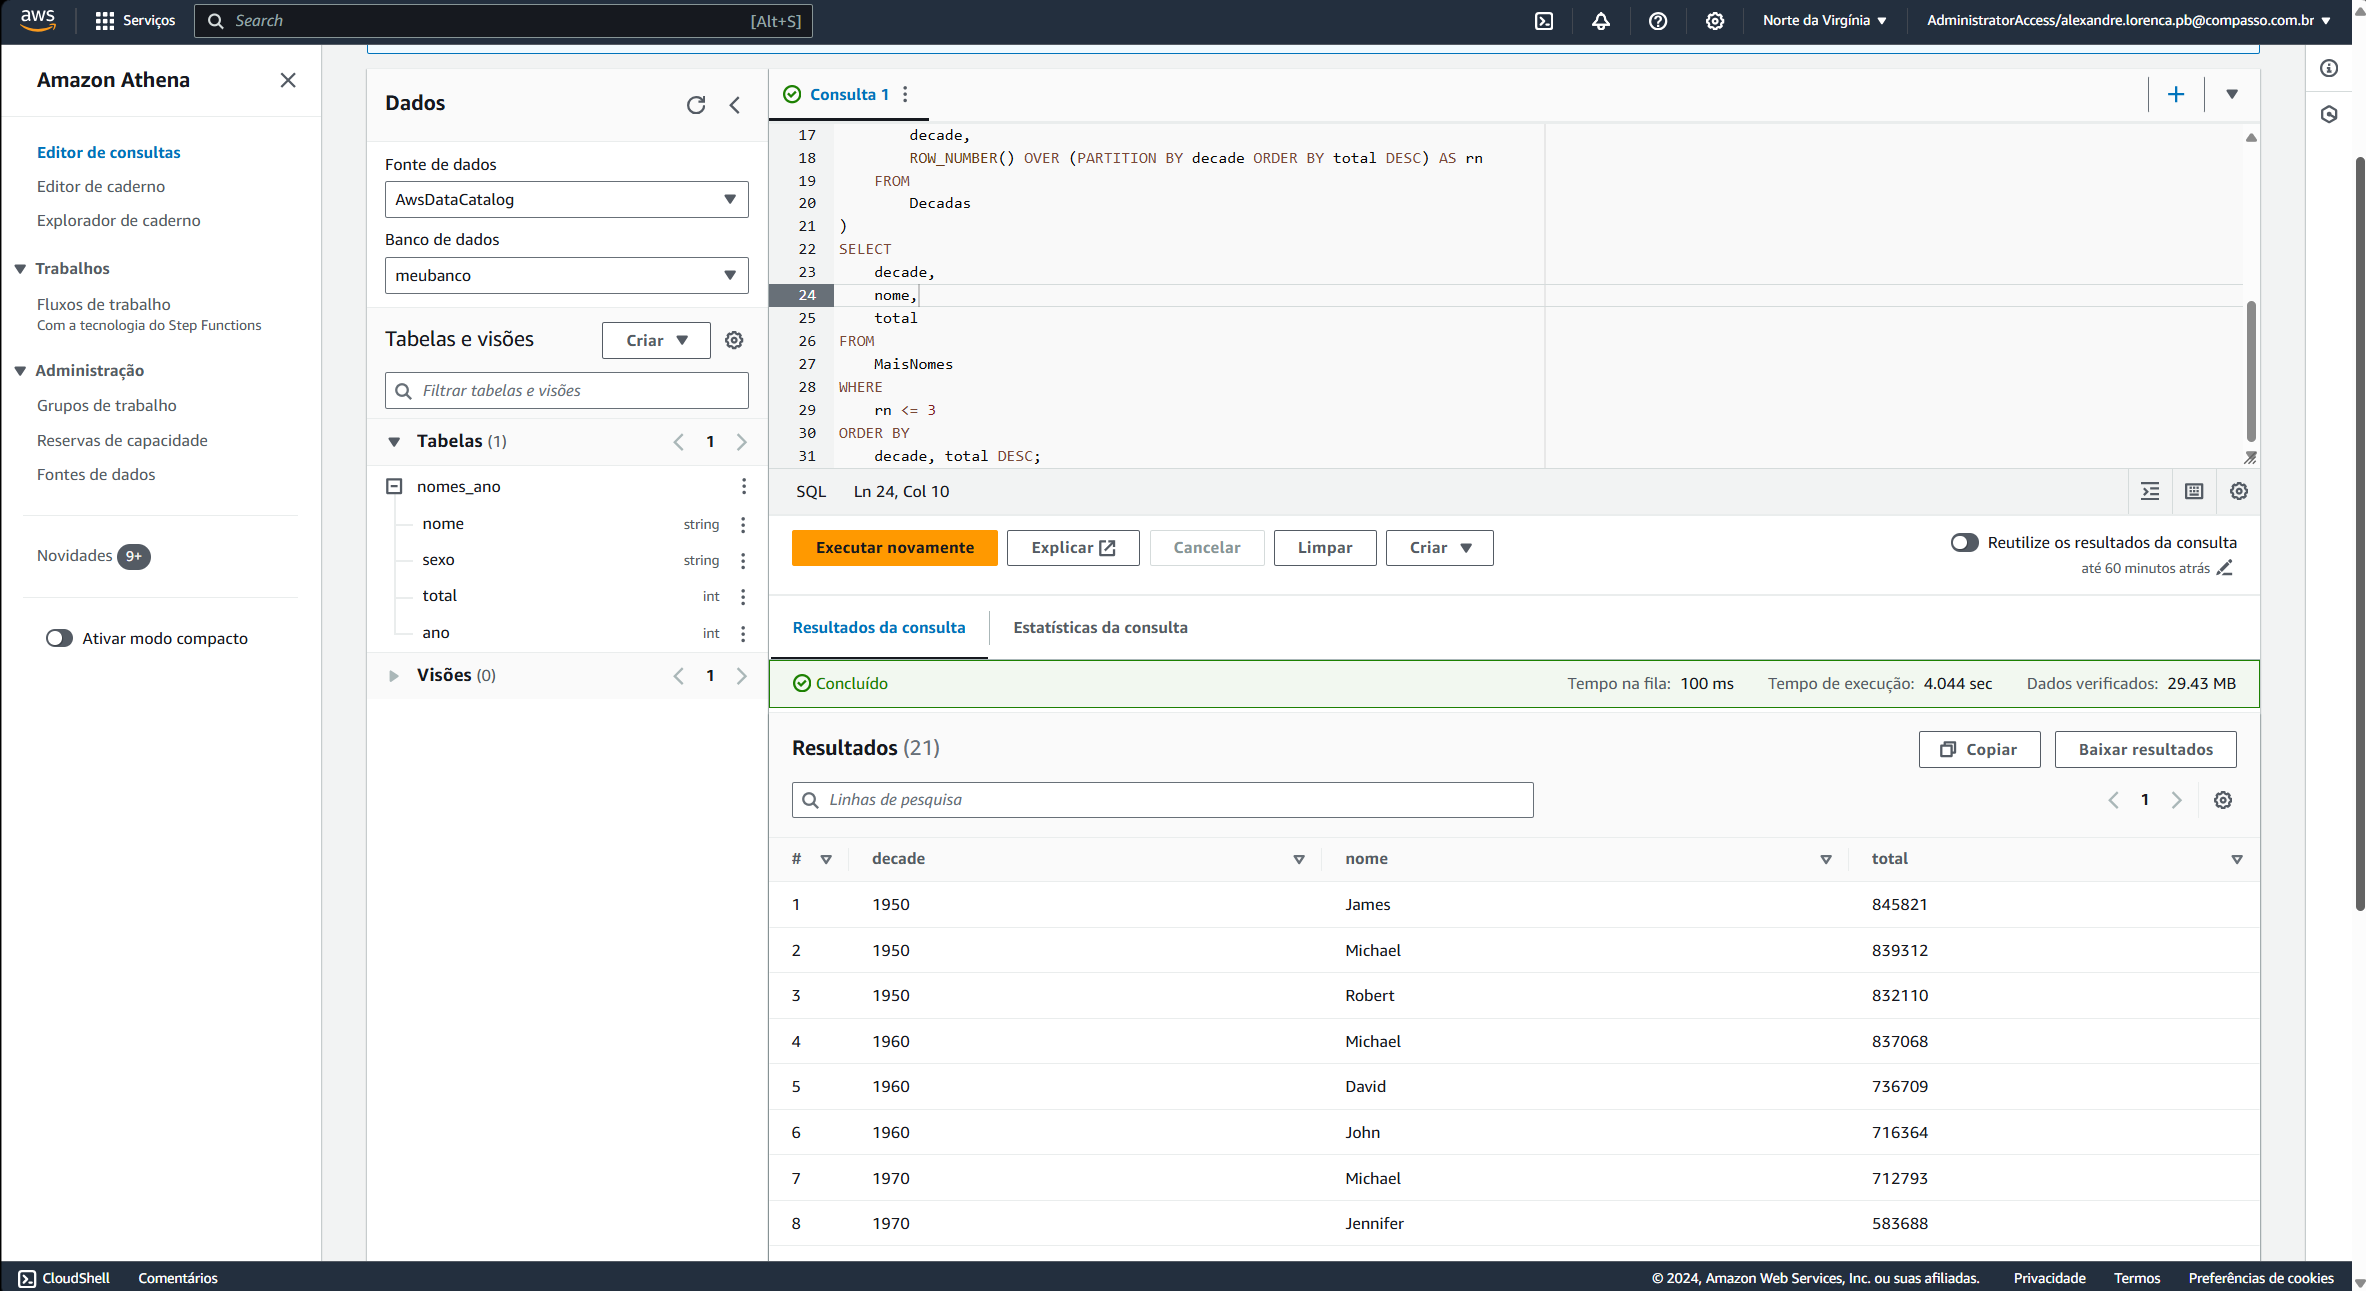 aws
Serviços
Search
[Alt+S]
Norte da Virgínia
AdministratorAccess/alexandre.lorenca.pb@compasso.com.br
Amazon Athena
Editor de consultas
Editor de caderno
Explorador de caderno
Trabalhos
Fluxos de trabalho
Com a tecnologia do Step Functions
Administração
Grupos de trabalho
Reservas de capacidade
Fontes de dados
Novidades 9+
Ativar modo compacto
Dados
Fonte de dados
AwsDataCatalog
Banco de dados
meubanco
Tabelas e visões
Criar
Filtrar tabelas e visões
Tabelas (1)
1
nomes_ano
nome string
sexo string
total int
ano int
Visões (0)
1
Consulta 1
17 decade,
18 ROW_NUMBER() OVER (PARTITION BY decade ORDER BY total DESC) AS rn
19 FROM
20 Decadas
21 )
22 SELECT
23 decade,
24 nome,
25 total
26 FROM
27 MaisNomes
28 WHERE
29 rn <= 3
30 ORDER BY
31 decade, total DESC;
SQL Ln 24, Col 10
Executar novamente
Explicar
Cancelar
Limpar
Criar
Reutilize os resultados da consulta
até 60 minutos atrás
Resultados da consulta
Estatísticas da consulta
Concluído
Tempo na fila: 100 ms
Tempo de execução: 4.044 sec
Dados verificados: 29.43 MB
Resultados (21)
Copiar
Baixar resultados
Linhas de pesquisa
1
# decade nome total
1 1950 James 845821
2 1950 Michael 839312
3 1950 Robert 832110
4 1960 Michael 837068
5 1960 David 736709
6 1960 John 716364
7 1970 Michael 712793
8 1970 Jennifer 583688
CloudShell
Comentários
© 2024, Amazon Web Services, Inc. ou suas afiliadas.
Privacidade
Termos
Preferências de cookies